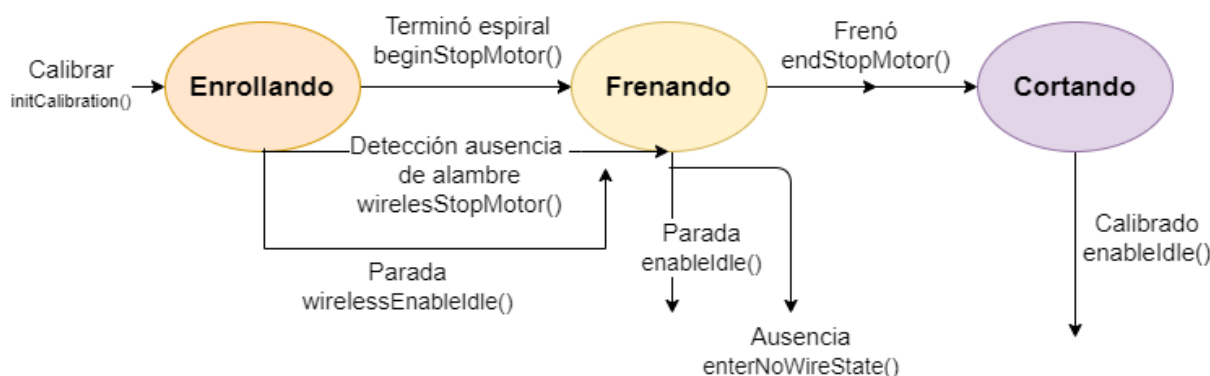 Calibrar
initCalibration()
Enrollando
Terminó espiral
beginStopMotor()
Frenando
Frenó
endStopMotor()
Cortando
Detección ausencia
de alambre
wirelesStopMotor()
Parada
wirelessEnableIdle()
Parada
enableIdle()
Ausencia
enterNoWireState()
Calibrado
enableIdle()